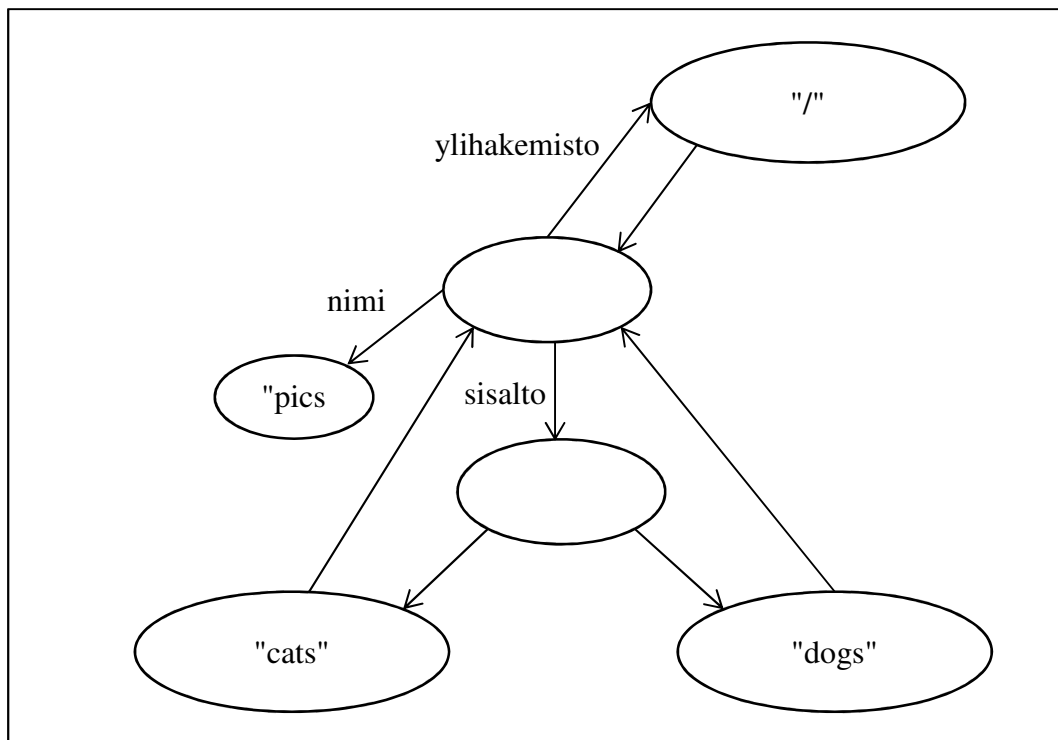 "/"
ylihakemisto
nimi
"pics
sisalto
"cats"
"dogs"